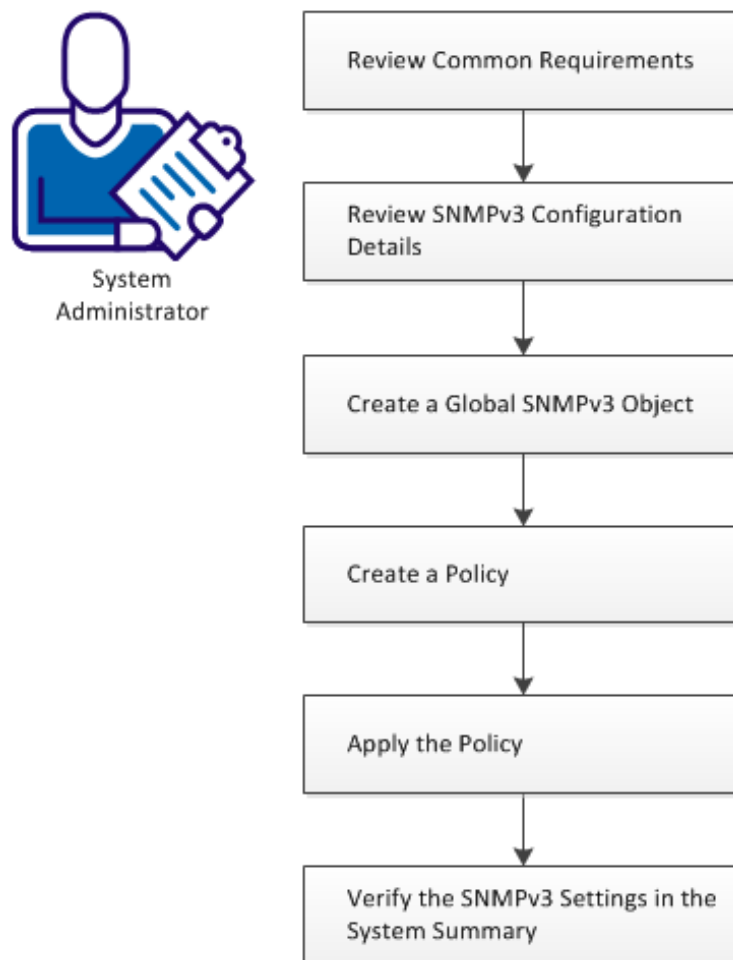 System
Administrator
Review Common Requirements
Review SNMPv3 Configuration
Details
Create a Global SNMPv3 Object
Create a Policy
Apply the Policy
Verify the SNMPv3 Settings in the
System Summary